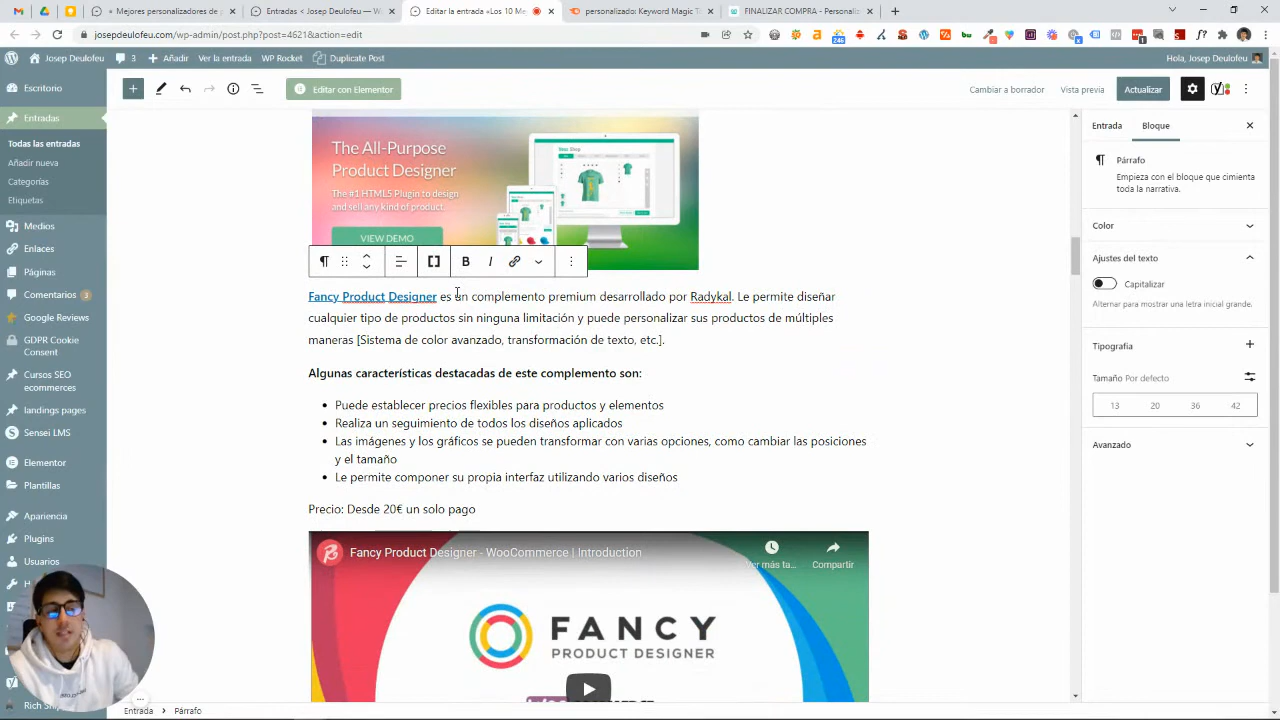 Mejores personalizadores de
Entradas < Josep Deulofeu — W
Editar la entrada «Los 10 Me
personalizado: Keyword Magic T
FINALIZAR COMPRA - Personaliz
josepdeulofeu.com/wp-admin/post.php?post=4621&action=edit
246
Josep Deulofeu
3
Añadir
Ver la entrada
WP Rocket
Duplicate Post
Hola, Josep Deulofeu
Escritorio
Entradas
Todas las entradas
Añadir nueva
Categorías
Etiquetas
Medios
Enlaces
Páginas
Comentarios 3
Google Reviews
GDPR Cookie
Consent
Cursos SEO
ecommerces
landings pages
Sensei LMS
Elementor
Plantillas
Apariencia
Plugins
Usuarios
Rich Sni
Editar con Elementor
Cambiar a borrador
Vista previa
Actualizar
The All-Purpose
Product Designer
The #1 HTML5 Plugin to design
and sell any kind of product.
VIEW DEMO
B I
Fancy Product Designer es un complemento premium desarrollado por Radykal. Le permite diseñar
cualquier tipo de productos sin ninguna limitación y puede personalizar sus productos de múltiples
maneras [Sistema de color avanzado, transformación de texto, etc.].
Algunas características destacadas de este complemento son:
• Puede establecer precios flexibles para productos y elementos
• Realiza un seguimiento de todos los diseños aplicados
• Las imágenes y los gráficos se pueden transformar con varias opciones, como cambiar las posiciones
y el tamaño
• Le permite componer su propia interfaz utilizando varios diseños
Precio: Desde 20€ un solo pago
Fancy Product Designer - WooCommerce | Introduction
Ver más ta...
Compartir
FANCY
PRODUCT DESIGNER
Entrada
Bloque
Párrafo
Empieza con el bloque que cimienta
toda la narrativa.
Color
Ajustes del texto
Capitalizar
Alternar para mostrar una letra inicial grande.
Tipografía
Tamaño Por defecto
13 20 36 42
Avanzado
Entrada > Párrafo